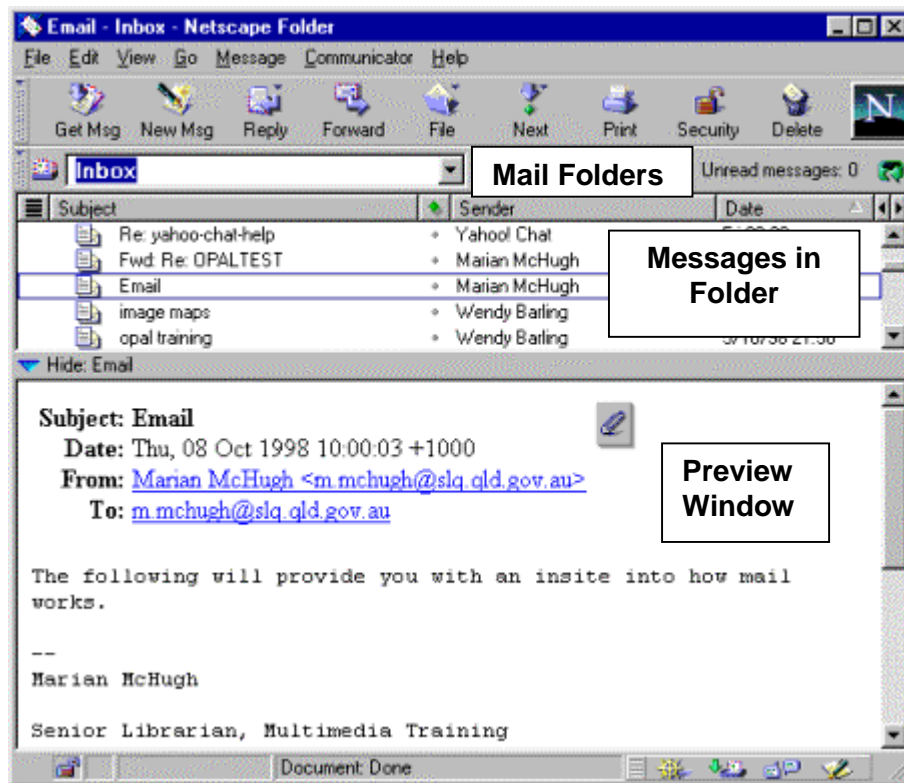 Email - Inbox - Netscape Folder
File Edit View Go Message Communicator Help
Get Msg New Msg Reply Forward File Next Print Security Delete N
Inbox Mail Folders Unread messages: 0
Subject Sender Date
Re: yahoo-chat-help Yahoo! Chat
Fwd: Re: OPALTEST Marian McHugh
Email Marian McHugh
image maps Wendy Barling
opal training Wendy Barling
Messages in
Folder
Hide: Email
Subject: Email
Date: Thu, 08 Oct 1998 10:00:03 +1000
From: Marian McHugh <m.mchugh@slq.qld.gov.au>
To: m.mchugh@slq.qld.gov.au
Preview
Window
The following will provide you with an insite into how mail
works.
--
Marian McHugh
Senior Librarian, Multimedia Training
Document: Done